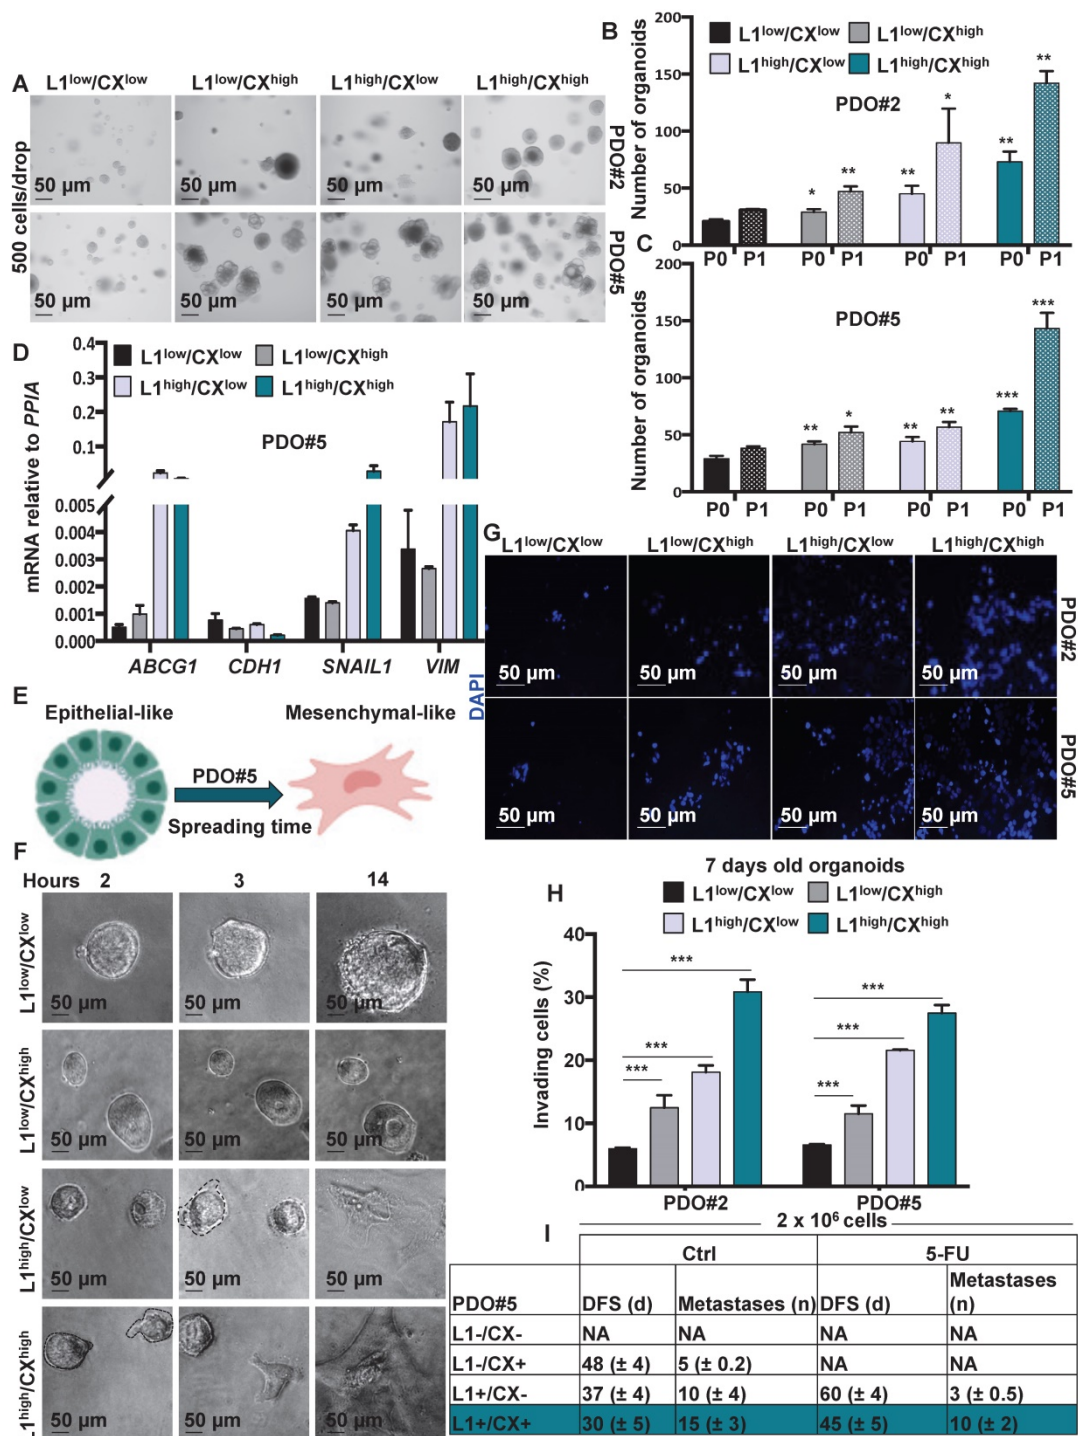 A
L1low/CXlow L1low/CXhigh L1high/CXlow L1high/CXhigh
500 cells/drop
50 µm 50 µm 50 µm 50 µm
PDO#2
50 µm 50 µm 50 µm 50 µm
PDO#5
B
L1low/CXlow L1low/CXhigh
L1high/CXlow L1high/CXhigh
PDO#2
Number of organoids
200
150
100
50
0
* ** ** * ** **
P0 P1 P0 P1 P0 P1 P0 P1
C
PDO#5
Number of organoids
200
150
100
50
0
** * ** ** *** ***
P0 P1 P0 P1 P0 P1 P0 P1
D
L1low/CXlow L1low/CXhigh
L1high/CXlow L1high/CXhigh
PDO#5
mRNA relative to PPIA
0.4
0.3
0.2
0.1
0.005
0.004
0.003
0.002
0.001
0.000
ABCG1 CDH1 SNAIL1 VIM
E
Epithelial-like Mesenchymal-like
PDO#5
Spreading time
F
Hours 2 3 14
L1low/CXlow
50 µm 50 µm 50 µm
L1low/CXhigh
50 µm 50 µm 50 µm
L1high/CXlow
50 µm 50 µm 50 µm
L1high/CXhigh
50 µm 50 µm 50 µm
G
L1low/CXlow L1low/CXhigh L1high/CXlow L1high/CXhigh
DAPI
50 µm 50 µm 50 µm 50 µm
PDO#2
50 µm 50 µm 50 µm 50 µm
PDO#5
H
7 days old organoids
L1low/CXlow L1low/CXhigh
L1high/CXlow L1high/CXhigh
Invading cells (%)
40
30
20
10
0
*** *** *** *** *** ***
PDO#2 PDO#5
I
2 x 10⁶ cells
Ctrl 5-FU
PDO#5 DFS (d) Metastases (n) DFS (d) Metastases (n)
L1-/CX- NA NA NA NA
L1-/CX+ 48 (± 4) 5 (± 0.2) NA NA
L1+/CX- 37 (± 4) 10 (± 4) 60 (± 4) 3 (± 0.5)
L1+/CX+ 30 (± 5) 15 (± 3) 45 (± 5) 10 (± 2)